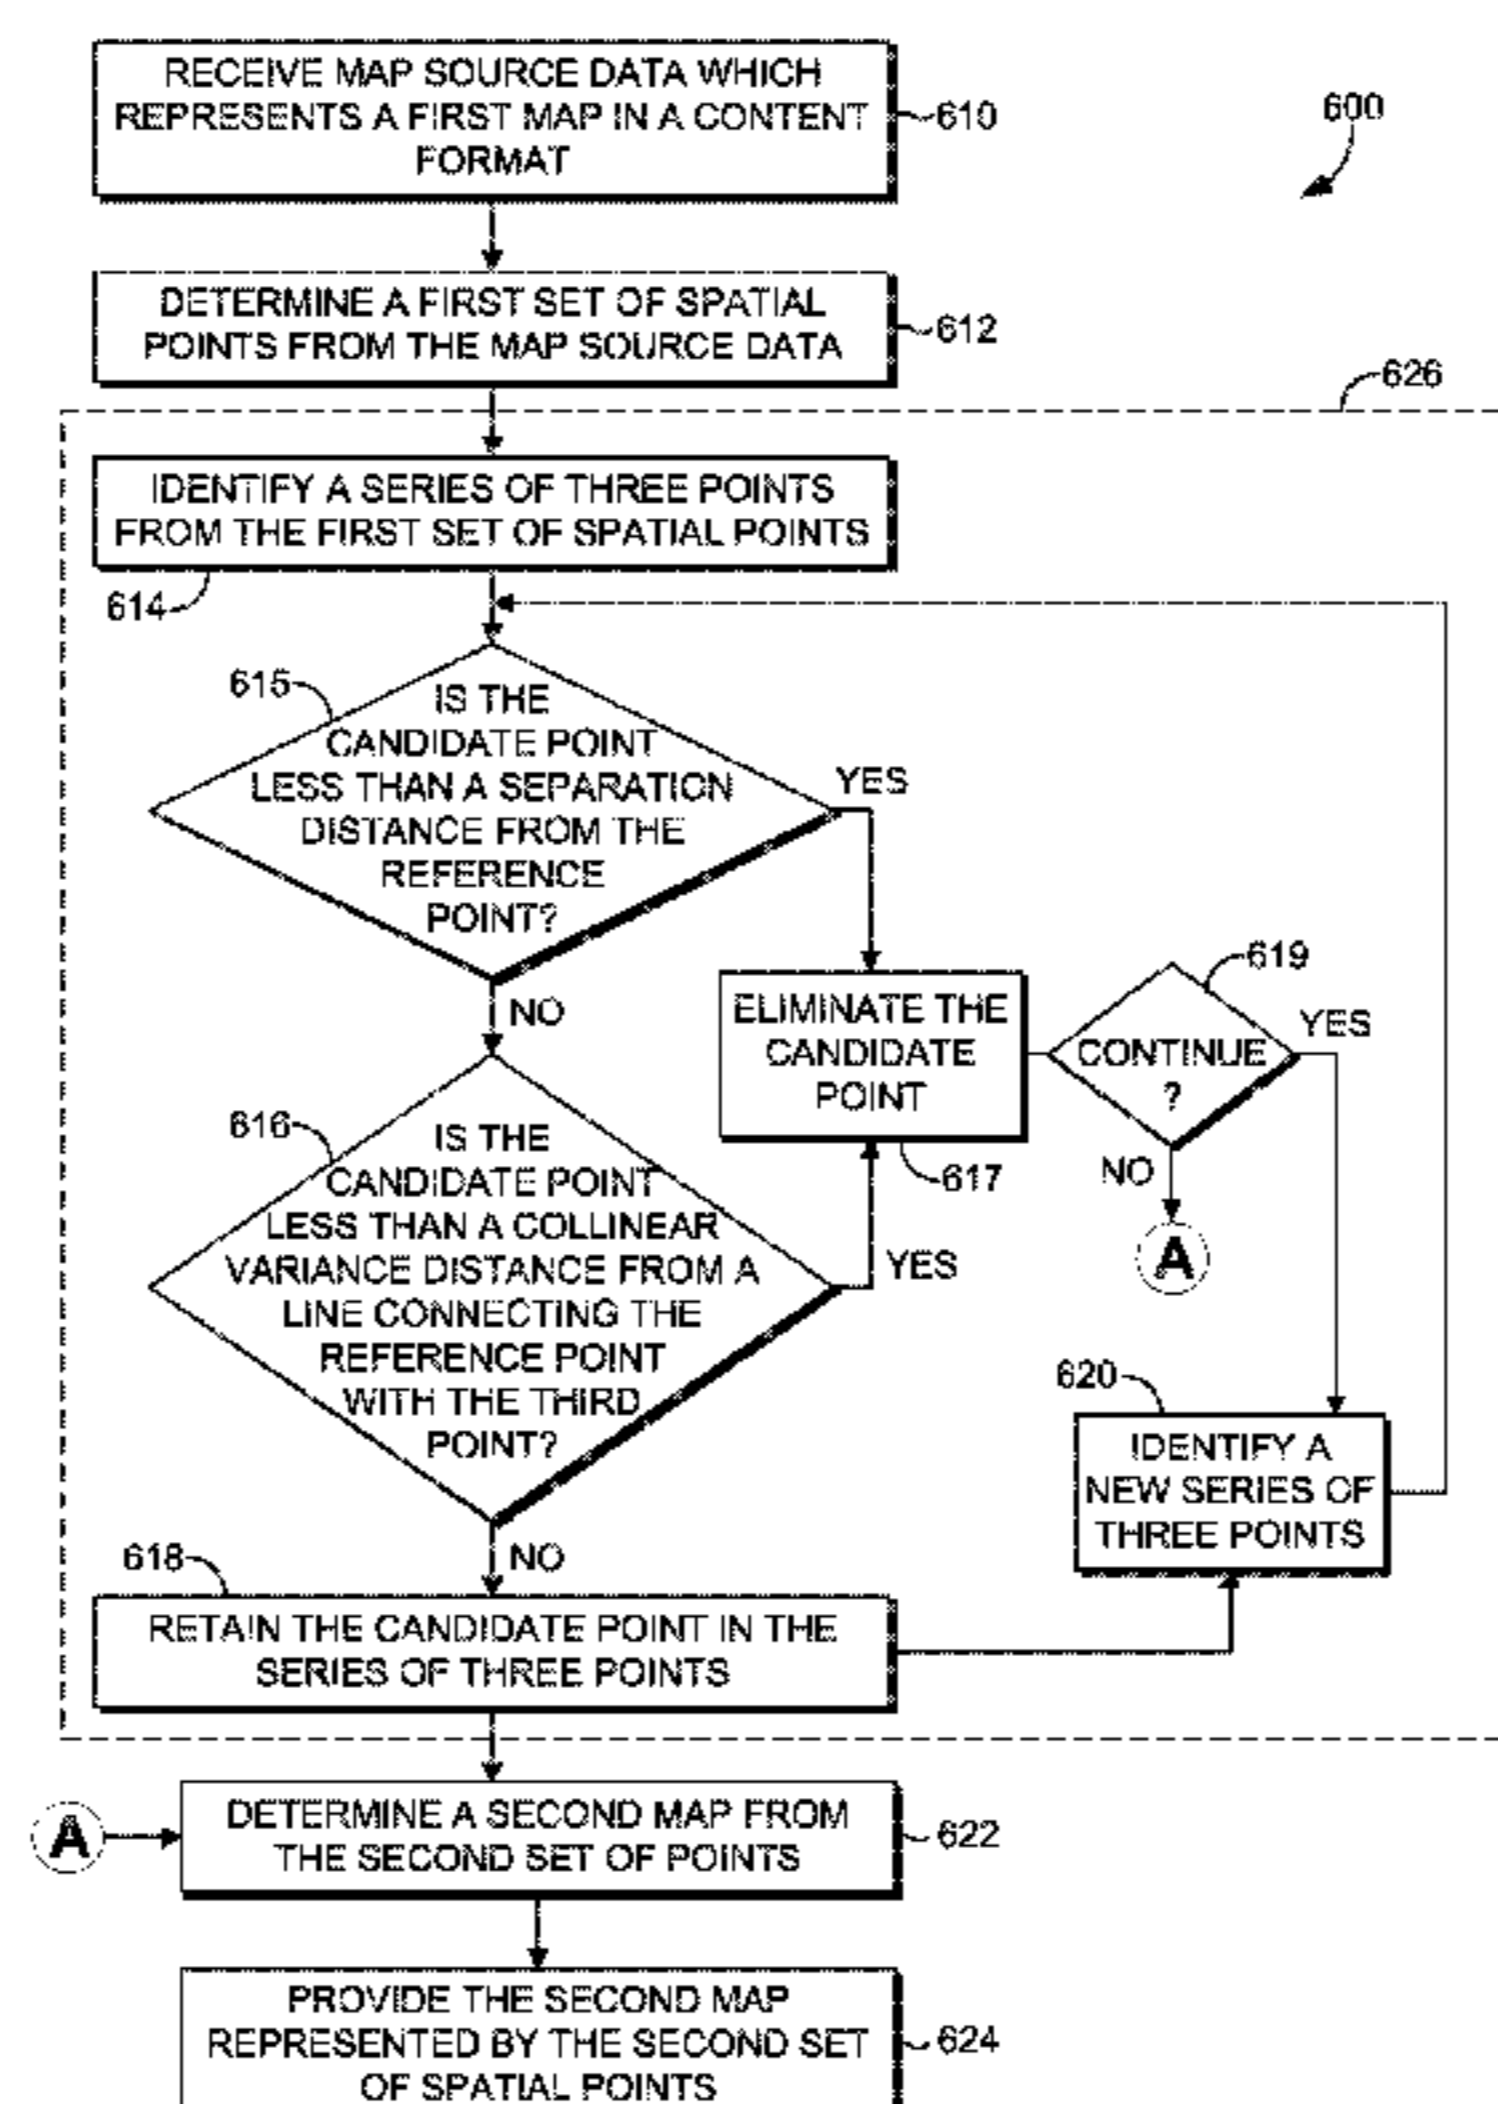 RECEIVE MAP SOURCE DATA WHICH
REPRESENTS A FIRST MAP IN A CONTENT
FORMAT
610
600
DETERMINE A FIRST SET OF SPATIAL
POINTS FROM THE MAP SOURCE DATA
612
626
IDENTIFY A SERIES OF THREE POINTS
FROM THE FIRST SET OF SPATIAL POINTS
614
615
IS THE
CANDIDATE POINT
LESS THAN A SEPARATION
DISTANCE FROM THE
REFERENCE
POINT?
YES
NO
ELIMINATE THE
CANDIDATE
POINT
617
619
CONTINUE
?
YES
NO
A
616
IS THE
CANDIDATE POINT
LESS THAN A COLLINEAR
VARIANCE DISTANCE FROM A
LINE CONNECTING THE
REFERENCE POINT
WITH THE THIRD
POINT?
YES
NO
620
IDENTIFY A
NEW SERIES OF
THREE POINTS
618
RETAIN THE CANDIDATE POINT IN THE
SERIES OF THREE POINTS
A
DETERMINE A SECOND MAP FROM
THE SECOND SET OF POINTS
622
PROVIDE THE SECOND MAP
REPRESENTED BY THE SECOND SET
OF SPATIAL POINTS
624